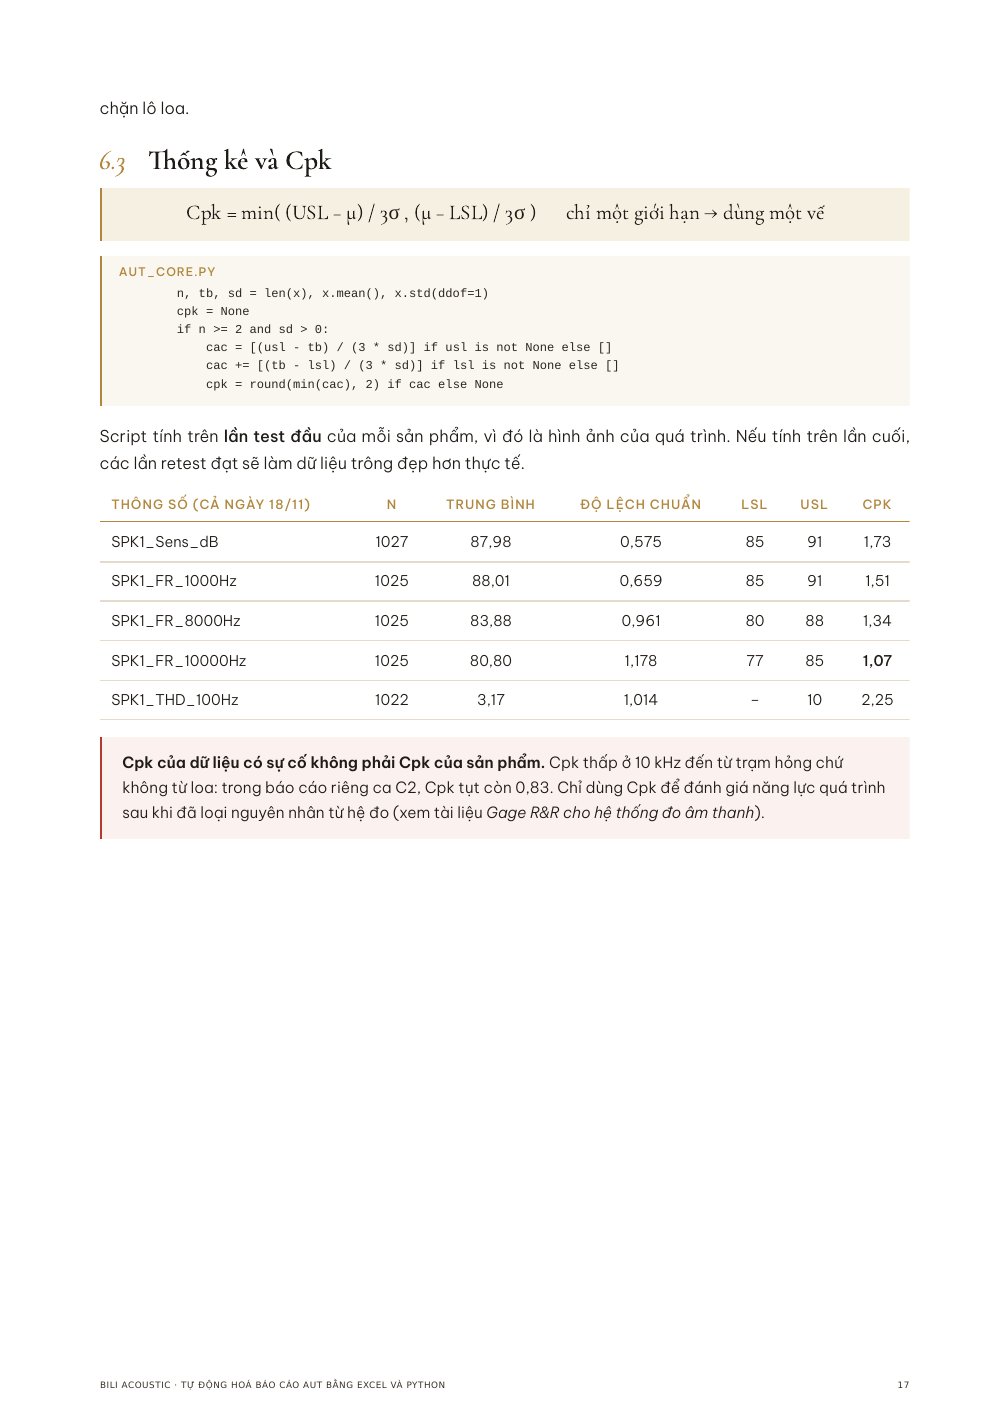 chặn lô loa.
6.3 Thống kê và Cpk
Cpk = min( (USL − μ) / 3σ , (μ − LSL) / 3σ ) chỉ một giới hạn → dùng một vế
AUT_CORE.PY
n, tb, sd = len(x), x.mean(), x.std(ddof=1)
cpk = None
if n >= 2 and sd > 0:
cac = [(usl - tb) / (3 * sd)] if usl is not None else []
cac += [(tb - lsl) / (3 * sd)] if lsl is not None else []
cpk = round(min(cac), 2) if cac else None
Script tính trên lần test đầu của mỗi sản phẩm, vì đó là hình ảnh của quá trình. Nếu tính trên lần cuối,
các lần retest đạt sẽ làm dữ liệu trông đẹp hơn thực tế.
THÔNG SỐ (CẢ NGÀY 18/11) N TRUNG BÌNH ĐỘ LỆCH CHUẨN LSL USL CPK
SPK1_Sens_dB 1027 87,98 0,575 85 91 1,73
SPK1_FR_1000Hz 1025 88,01 0,659 85 91 1,51
SPK1_FR_8000Hz 1025 83,88 0,961 80 88 1,34
SPK1_FR_10000Hz 1025 80,80 1,178 77 85 1,07
SPK1_THD_100Hz 1022 3,17 1,014 – 10 2,25
Cpk của dữ liệu có sự cố không phải Cpk của sản phẩm. Cpk thấp ở 10 kHz đến từ trạm hỏng chứ
không từ loa: trong báo cáo riêng ca C2, Cpk tụt còn 0,83. Chỉ dùng Cpk để đánh giá năng lực quá trình
sau khi đã loại nguyên nhân từ hệ đo (xem tài liệu Gage R&R cho hệ thống đo âm thanh).
BILI ACOUSTIC · TỰ ĐỘNG HOÁ BÁO CÁO AUT BẰNG EXCEL VÀ PYTHON 17